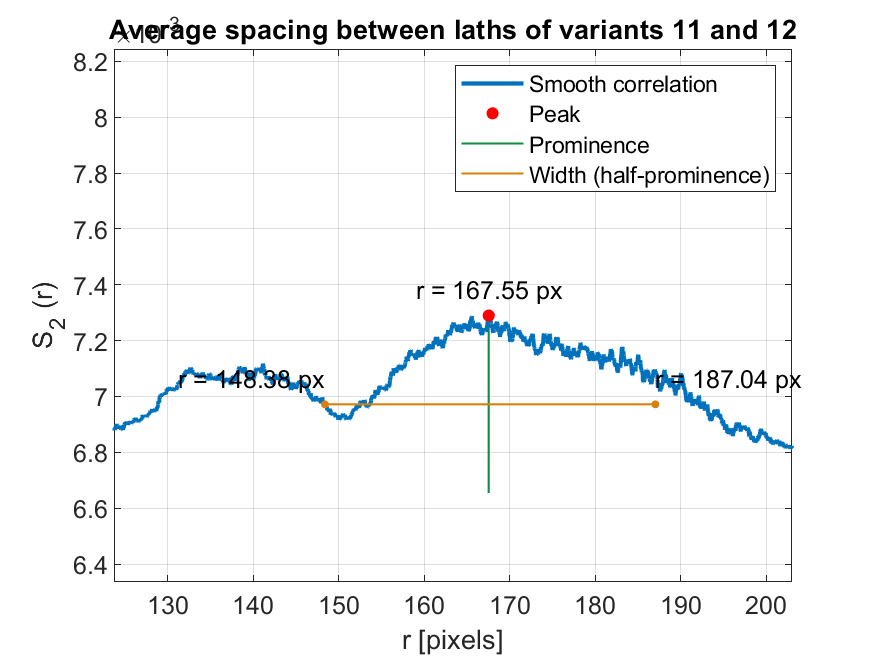 Average spacing between laths of variants 11 and 12
×10^-3
8.2
8
7.8
7.6
7.4
7.2
7
6.8
6.6
6.4
S_2 (r)
Smooth correlation
Peak
Prominence
Width (half-prominence)
r = 167.55 px
r = 148.38 px
r = 187.04 px
130 140 150 160 170 180 190 200
r [pixels]